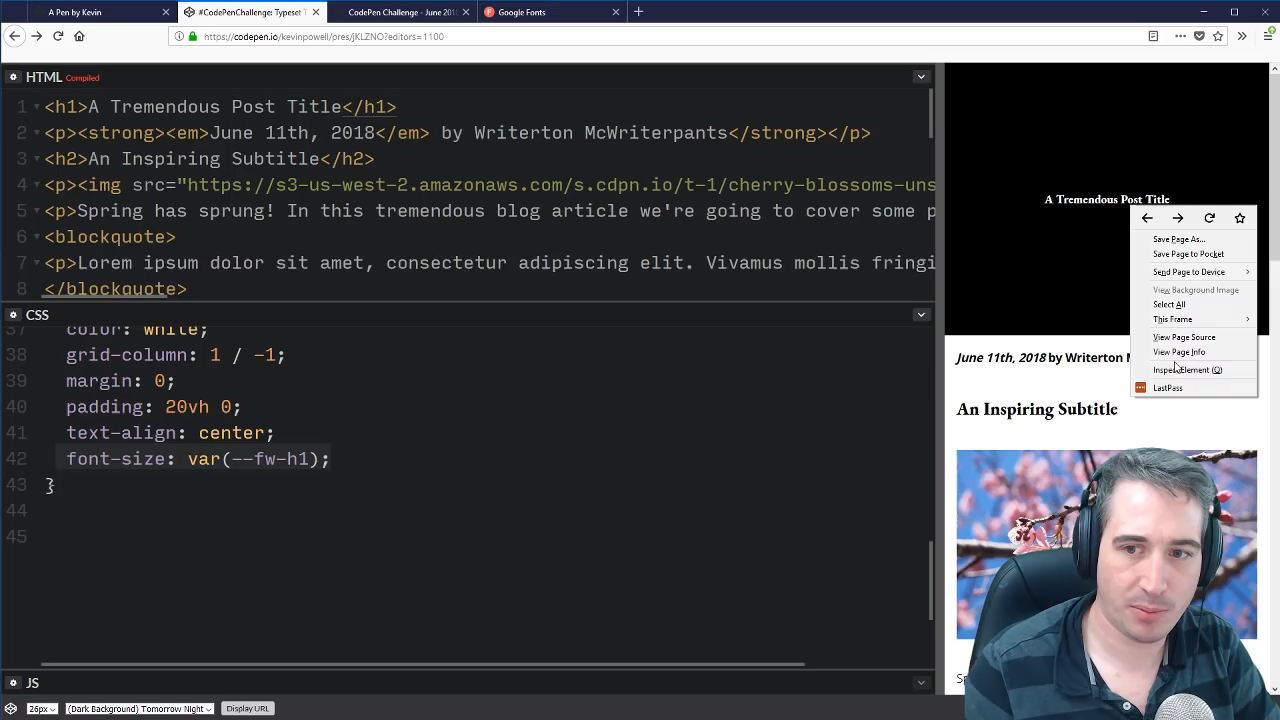 A Pen by Kevin
#CodePenChallenge: Typeset T
CodePen Challenge - June 2018
Google Fonts
https://codepen.io/kevinpowell/pres/jKLZNO?editors=1100
HTML Compiled
1 <h1>A Tremendous Post Title</h1>
2 <p><strong><em>June 11th, 2018</em> by Writerton McWriterpants</strong></p>
3 <h2>An Inspiring Subtitle</h2>
4 <p><img src="https://s3-us-west-2.amazonaws.com/s.cdpn.io/t-1/cherry-blossoms-uns
5 <p>Spring has sprung! In this tremendous blog article we're going to cover some p
6 <blockquote>
7 <p>Lorem ipsum dolor sit amet, consectetur adipiscing elit. Vivamus mollis fringi
8 </blockquote>
CSS
37 color: white;
38 grid-column: 1 / -1;
39 margin: 0;
40 padding: 20vh 0;
41 text-align: center;
42 font-size: var(--fw-h1);
43 }
44
45
JS
26px
(Dark Background) Tomorrow Night
Display URL
A Tremendous Post Title
Save Page As...
Save Page to Pocket
Send Page to Device
View Background Image
Select All
This Frame
View Page Source
View Page Info
Inspect Element (Q)
LastPass
June 11th, 2018 by Writerton
An Inspiring Subtitle